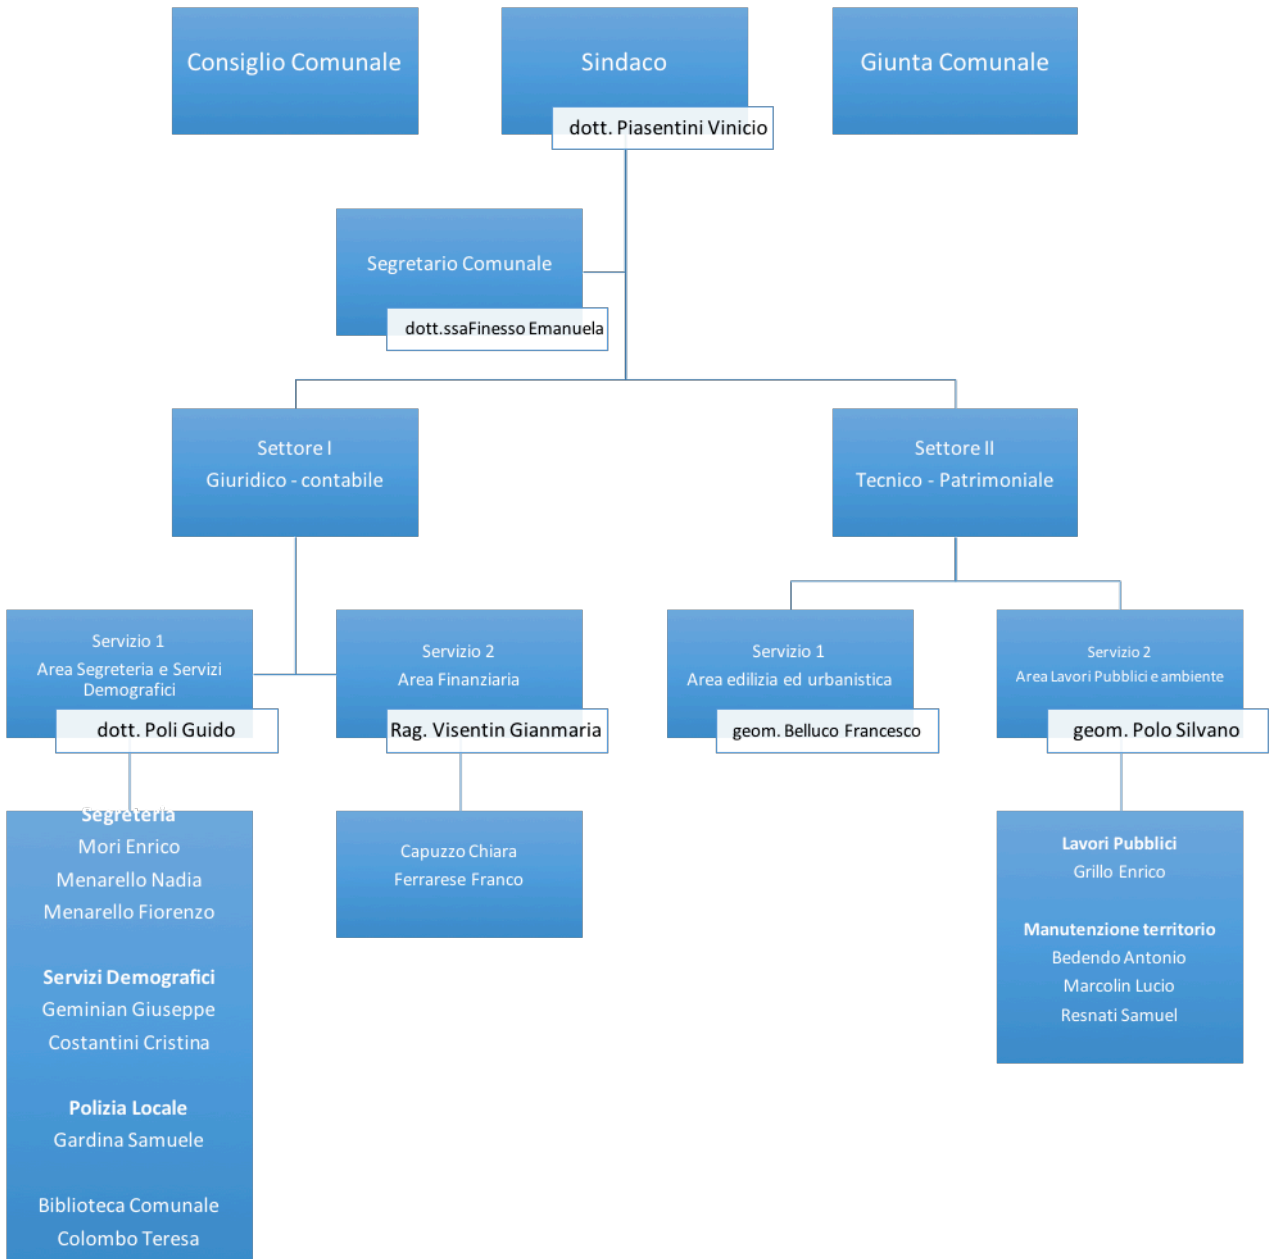 Consiglio Comunale
Sindaco
dott. Piasentini Vinicio
Giunta Comunale
Segretario Comunale
dott.ssaFinesso Emanuela
Settore I
Giuridico - contabile
Settore II
Tecnico - Patrimoniale
Servizio 1
Area Segreteria e Servizi
Demografici
dott. Poli Guido
Servizio 2
Area Finanziaria
Rag. Visentin Gianmaria
Servizio 1
Area edilizia ed urbanistica
geom. Belluco Francesco
Servizio 2
Area Lavori Pubblici e ambiente
geom. Polo Silvano
Segreteria
Mori Enrico
Menarello Nadia
Menarello Fiorenzo
Servizi Demografici
Geminian Giuseppe
Costantini Cristina
Polizia Locale
Gardina Samuele
Biblioteca Comunale
Colombo Teresa
Capuzzo Chiara
Ferrarese Franco
Lavori Pubblici
Grillo Enrico
Manutenzione territorio
Bedendo Antonio
Marcolin Lucio
Resnati Samuel